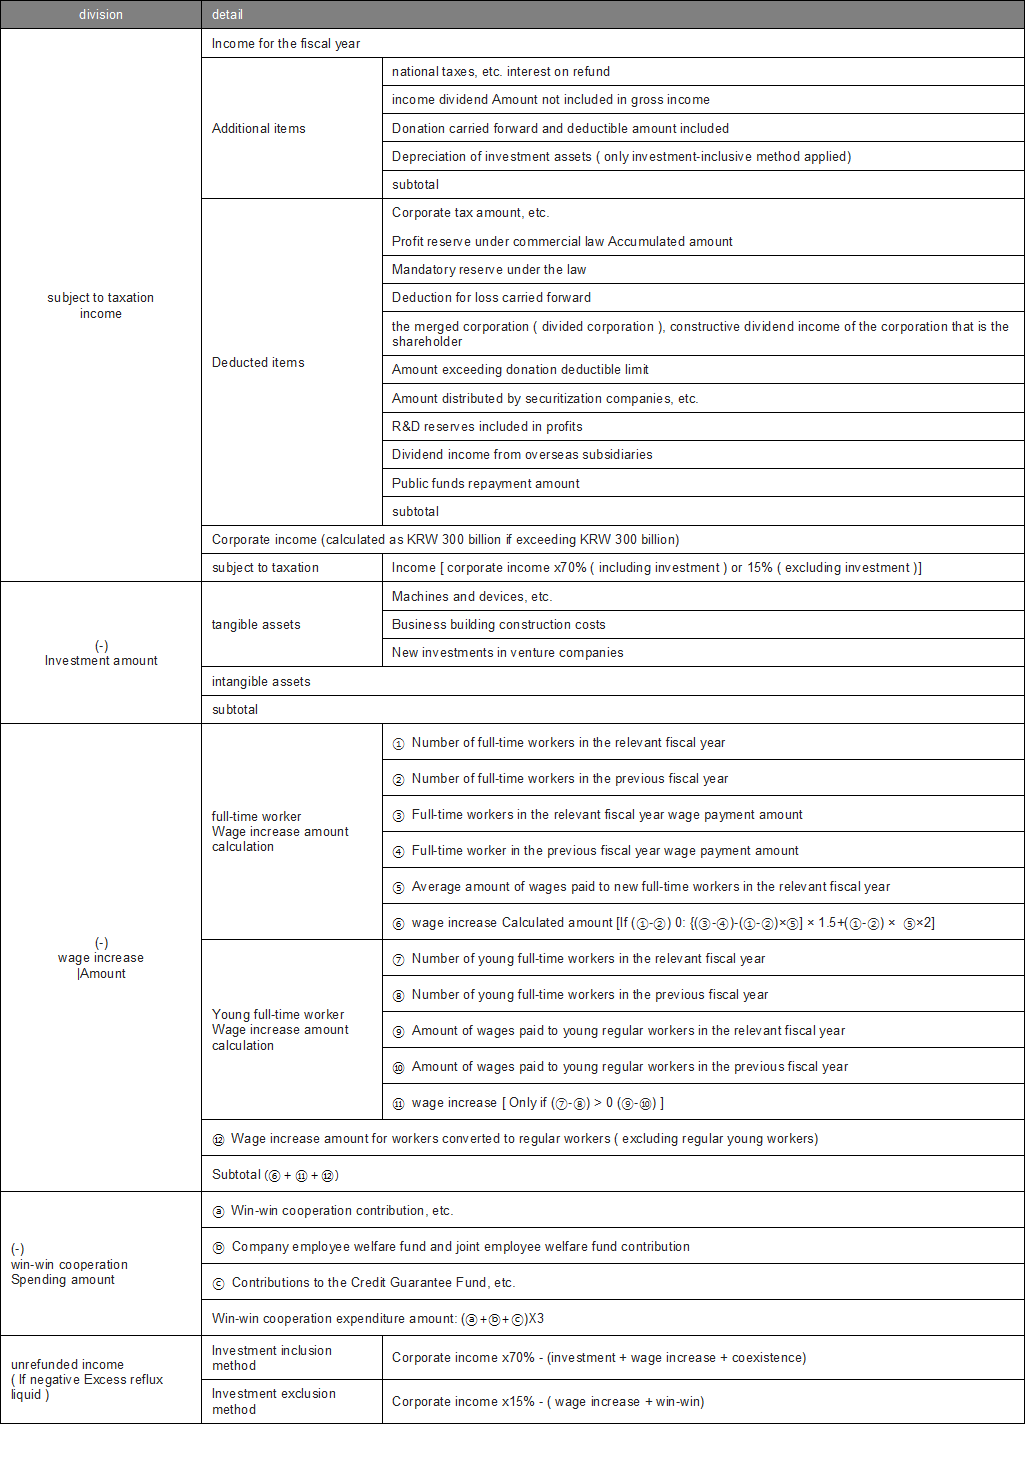 division
detail
subject to taxation
income
Income for the fiscal year
Additional items
national taxes, etc. interest on refund
income dividend Amount not included in gross income
Donation carried forward and deductible amount included
Depreciation of investment assets ( only investment-inclusive method applied)
subtotal
Deducted items
Corporate tax amount, etc.
Profit reserve under commercial law Accumulated amount
Mandatory reserve under the law
Deduction for loss carried forward
the merged corporation ( divided corporation ), constructive dividend income of the corporation that is the
shareholder
Amount exceeding donation deductible limit
Amount distributed by securitization companies, etc.
R&D reserves included in profits
Dividend income from overseas subsidiaries
Public funds repayment amount
subtotal
Corporate income (calculated as KRW 300 billion if exceeding KRW 300 billion)
subject to taxation
Income [ corporate income x70% ( including investment ) or 15% ( excluding investment )]
(-)
Investment amount
tangible assets
Machines and devices, etc.
Business building construction costs
New investments in venture companies
intangible assets
subtotal
(-)
wage increase
|Amount
full-time worker
Wage increase amount
calculation
① Number of full-time workers in the relevant fiscal year
② Number of full-time workers in the previous fiscal year
③ Full-time workers in the relevant fiscal year wage payment amount
④ Full-time worker in the previous fiscal year wage payment amount
⑤ Average amount of wages paid to new full-time workers in the relevant fiscal year
⑥ wage increase Calculated amount [If (①-②) 0: {(③-④)-(①-②)×⑤] × 1.5+(①-②) × ⑤×2]
Young full-time worker
Wage increase amount
calculation
⑦ Number of young full-time workers in the relevant fiscal year
⑧ Number of young full-time workers in the previous fiscal year
⑨ Amount of wages paid to young regular workers in the relevant fiscal year
⑩ Amount of wages paid to young regular workers in the previous fiscal year
⑪ wage increase [ Only if (⑦-⑧) > 0 (⑨-⑩) ]
⑫ Wage increase amount for workers converted to regular workers ( excluding regular young workers)
Subtotal (⑥ + ⑪ + ⑫)
(-)
win-win cooperation
Spending amount
ⓐ Win-win cooperation contribution, etc.
ⓑ Company employee welfare fund and joint employee welfare fund contribution
ⓒ Contributions to the Credit Guarantee Fund, etc.
Win-win cooperation expenditure amount: (ⓐ+ⓑ+ⓒ)X3
unrefunded income
( If negative Excess reflux
liquid )
Investment inclusion
method
Corporate income x70% - (investment + wage increase + coexistence)
Investment exclusion
method
Corporate income x15% - ( wage increase + win-win)